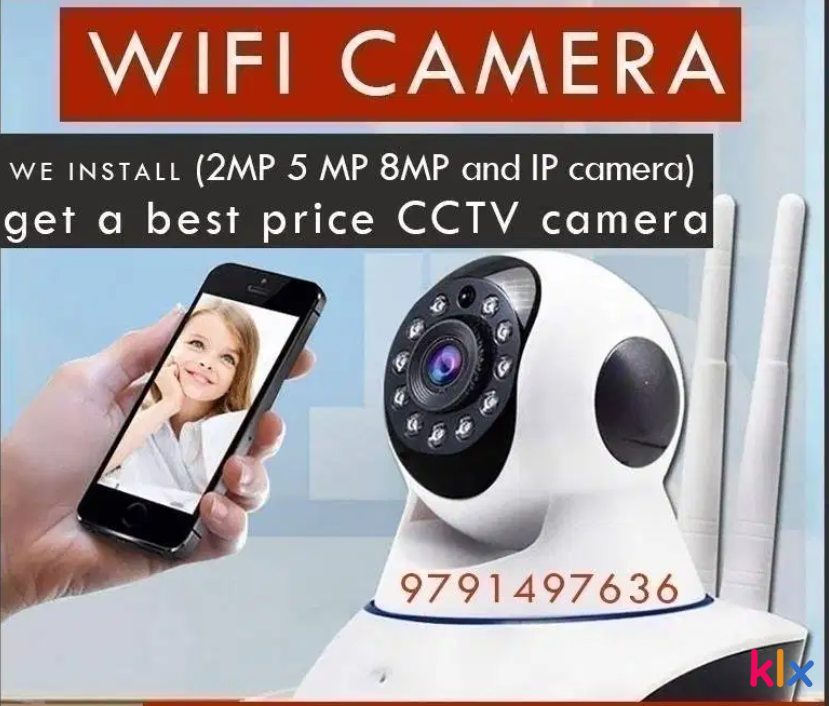 WIFI CAMERA
WE INSTALL (2MP 5 MP 8MP and IP camera)
get a best price CCTV camera
9791497636
klx